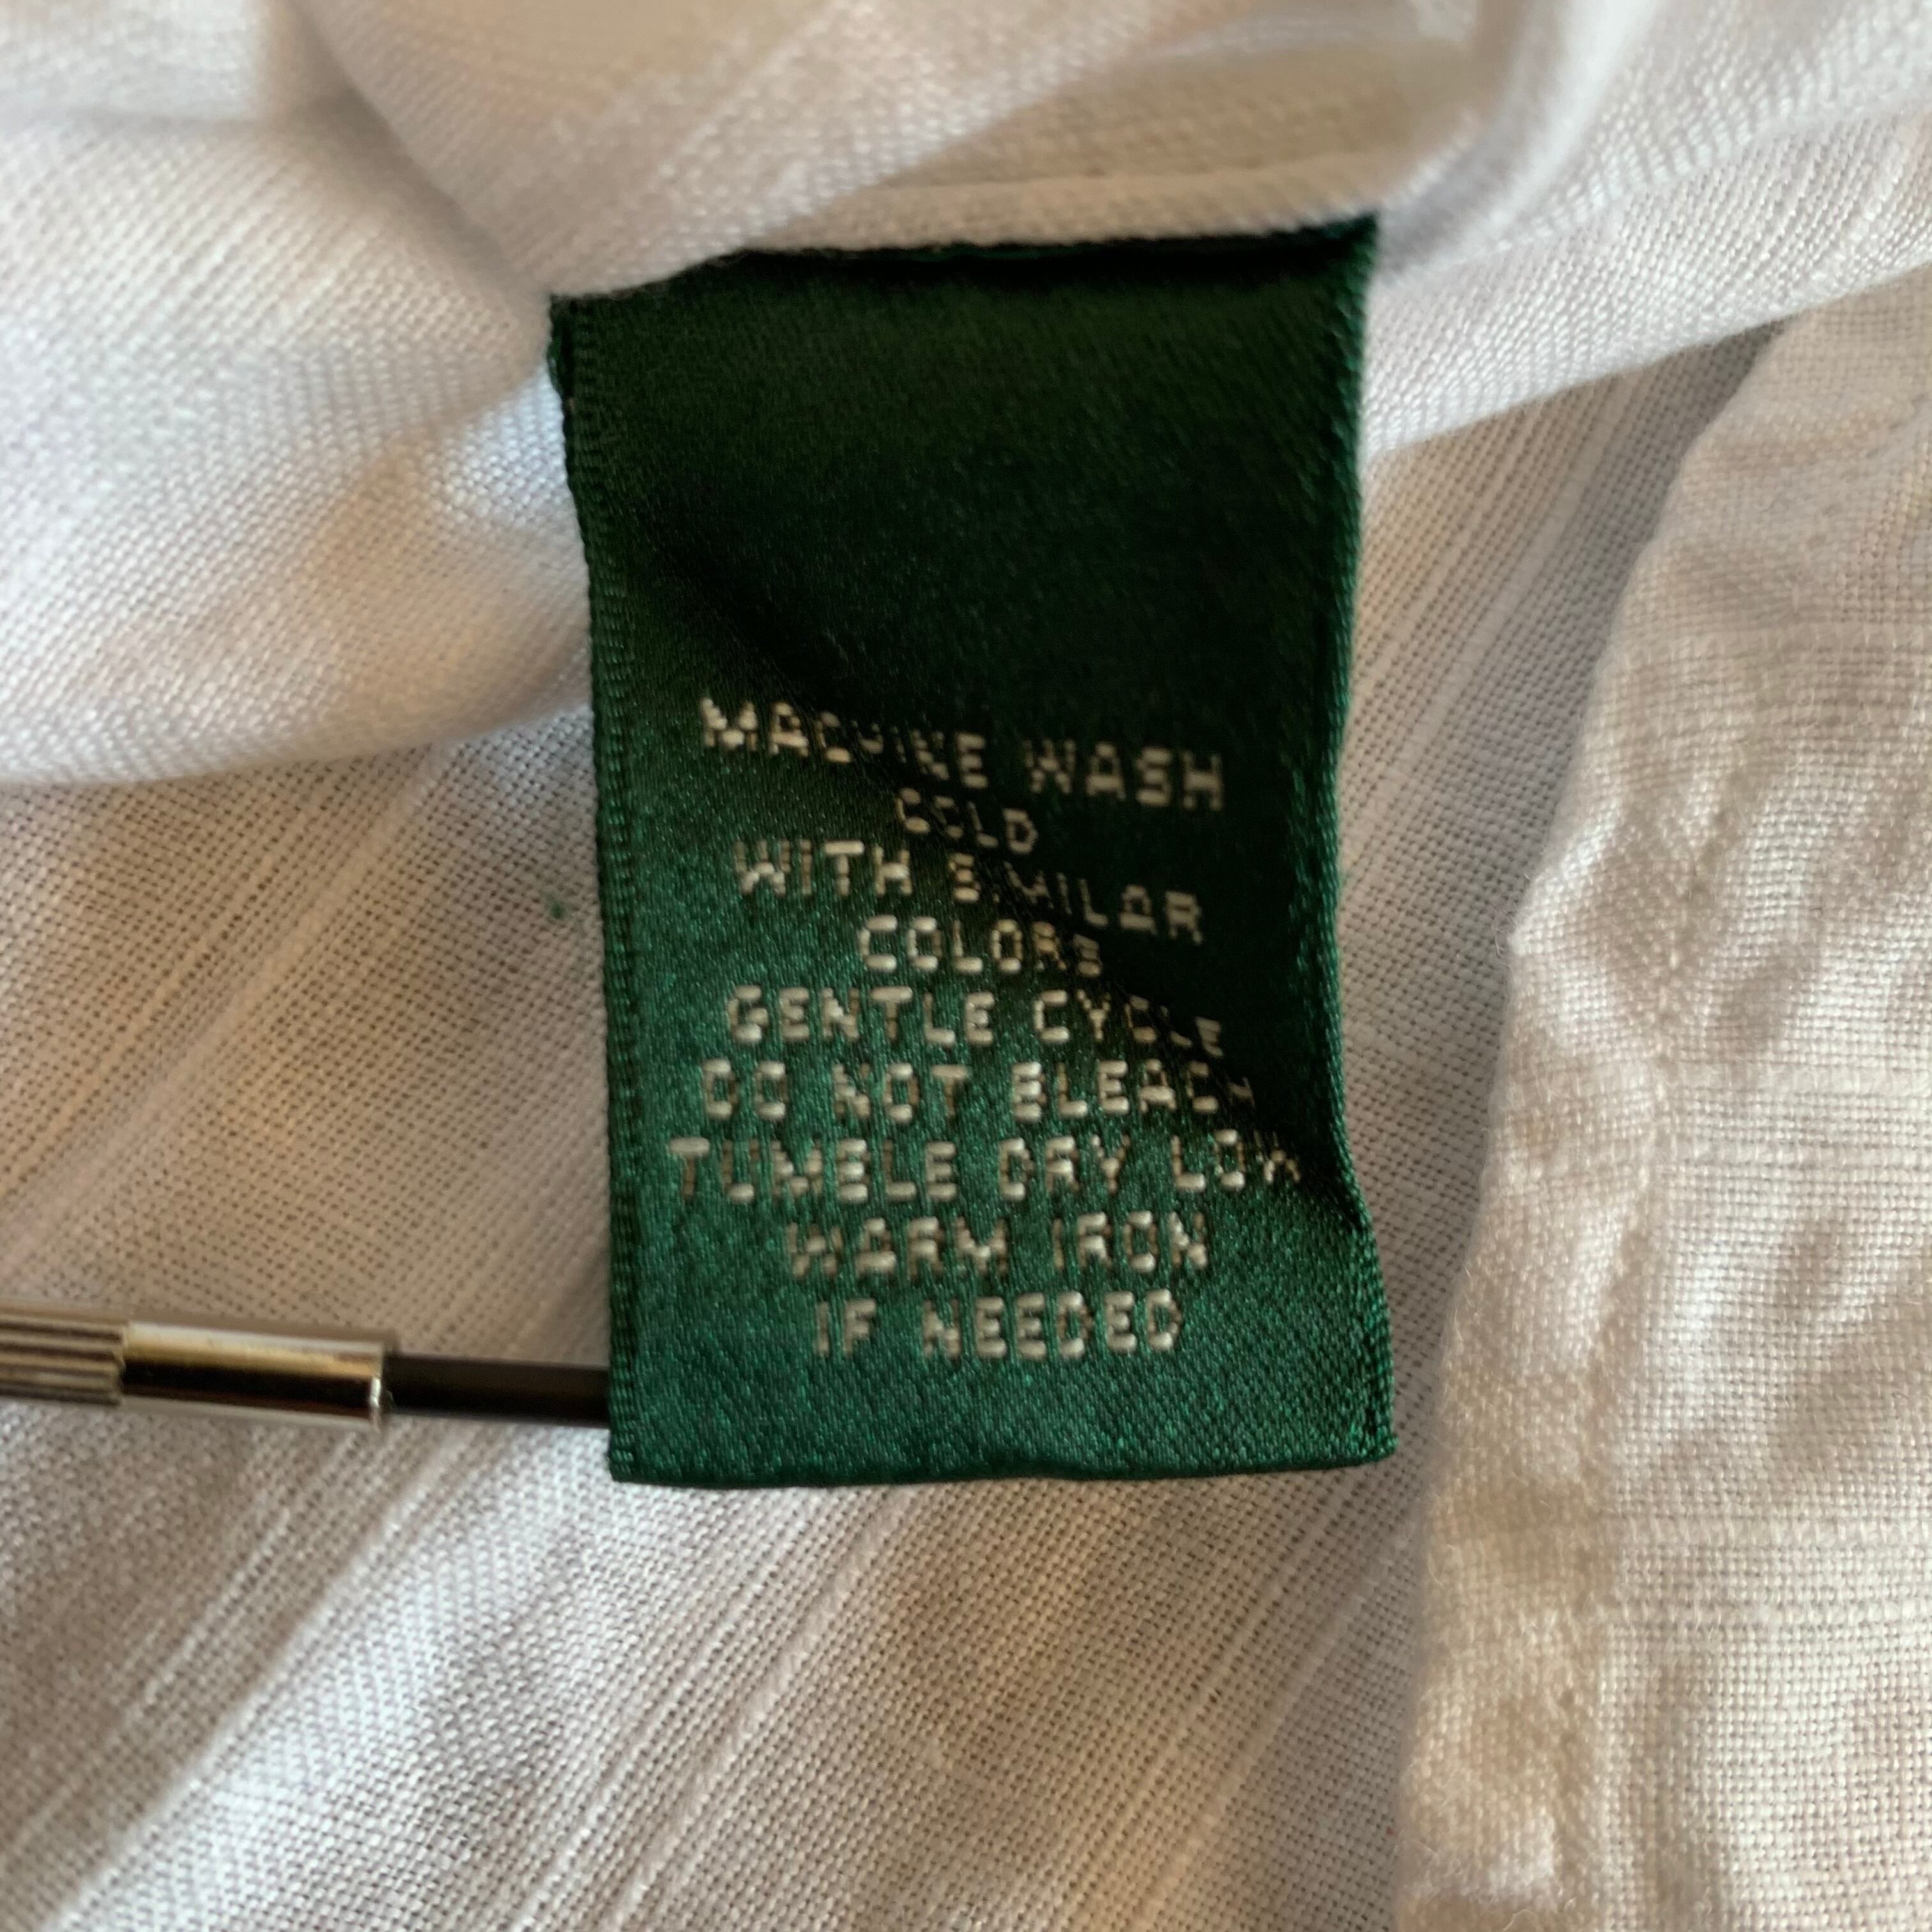 MACHINE WASH
COLD
WITH SIMILAR
COLORS
GENTLE CYCLE
DO NOT BLEACH
TUMBLE DRY LOW
WARM IRON
IF NEEDED